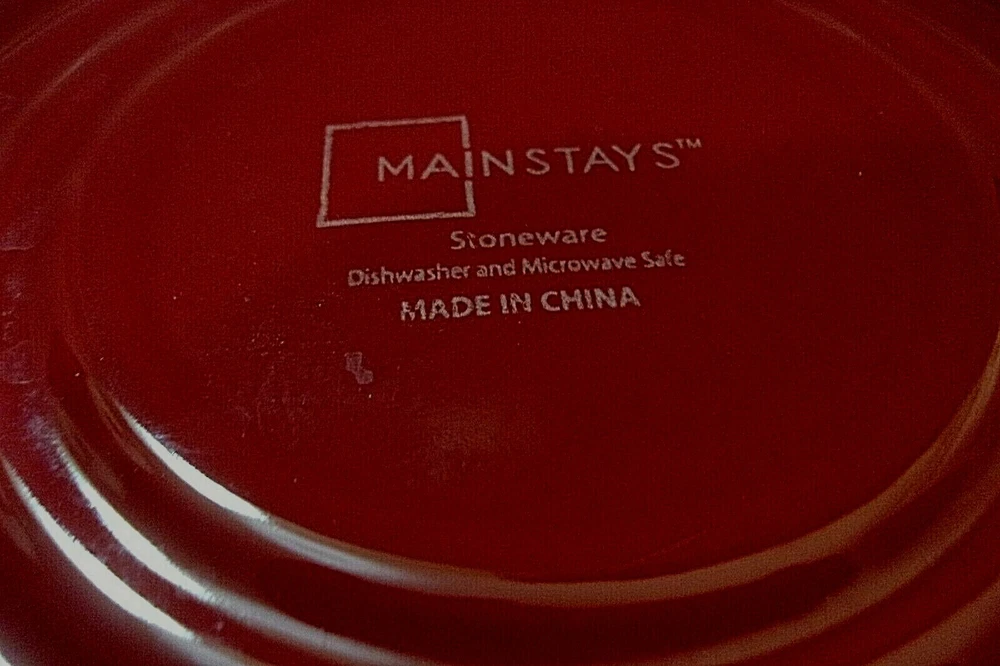 MAINSTAYS™
Stoneware
Dishwasher and Microwave Safe
MADE IN CHINA